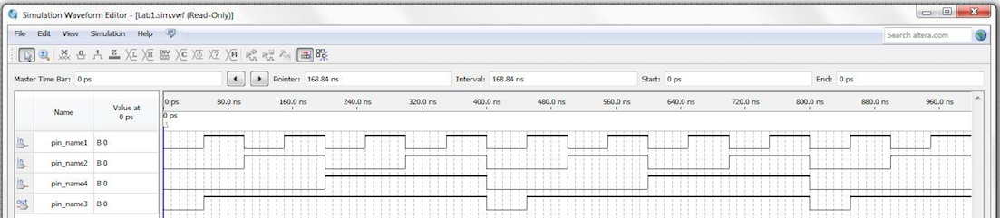 Simulation Waveform Editor - [Lab1.sim.vwf (Read-Only)]
File Edit View Simulation Help
Search altera.com
Master Time Bar: 0 ps Pointer: 168.84 ns Interval: 168.84 ns Start: 0 ps End: 0 ps
Name Value at 0 ps
0 ps 80.0 ns 160.0 ns 240.0 ns 320.0 ns 400.0 ns 480.0 ns 560.0 ns 640.0 ns 720.0 ns 800.0 ns 880.0 ns 960.0 ns
0 ps
in pin_name1 B 0
in pin_name2 B 0
in pin_name4 B 0
out pin_name3 B 0